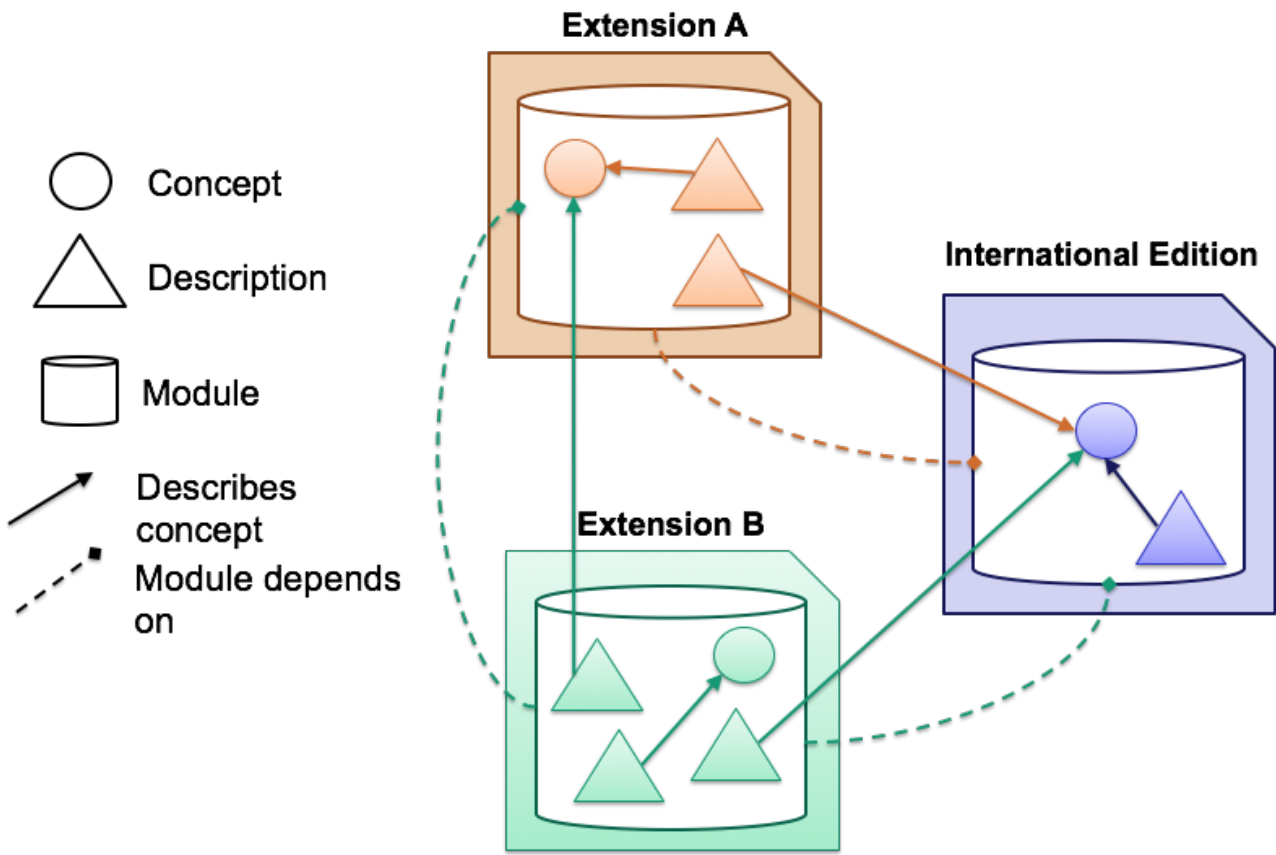 Extension A
Concept
Description
International Edition
Module
Describes
concept
Extension B
Module depends
on